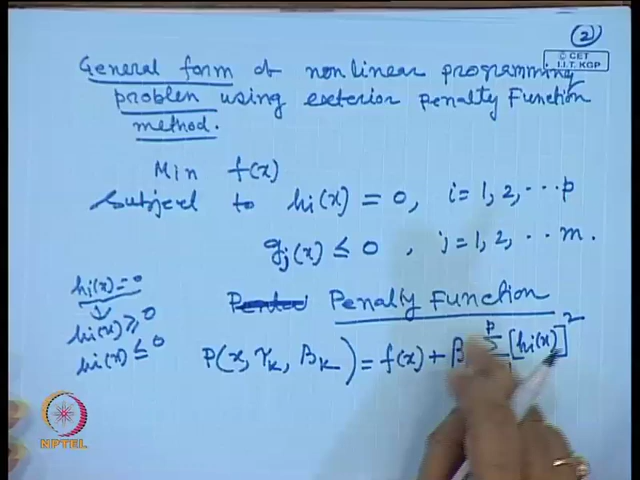 2
© CET
I.I.T. KGP
General form of nonlinear programming
problem using exterior penalty Function
method.
Min f(x)
Subject to hi(x) = 0, i = 1, 2, ... p
gj(x) ≤ 0, j = 1, 2, .. m.
hi(x) = 0
↓
hi(x) ≥ 0
hi(x) ≤ 0
Penalty Function
P(x, γk, βk) = f(x) + β Σ p [hi(x)]²
NPTEL